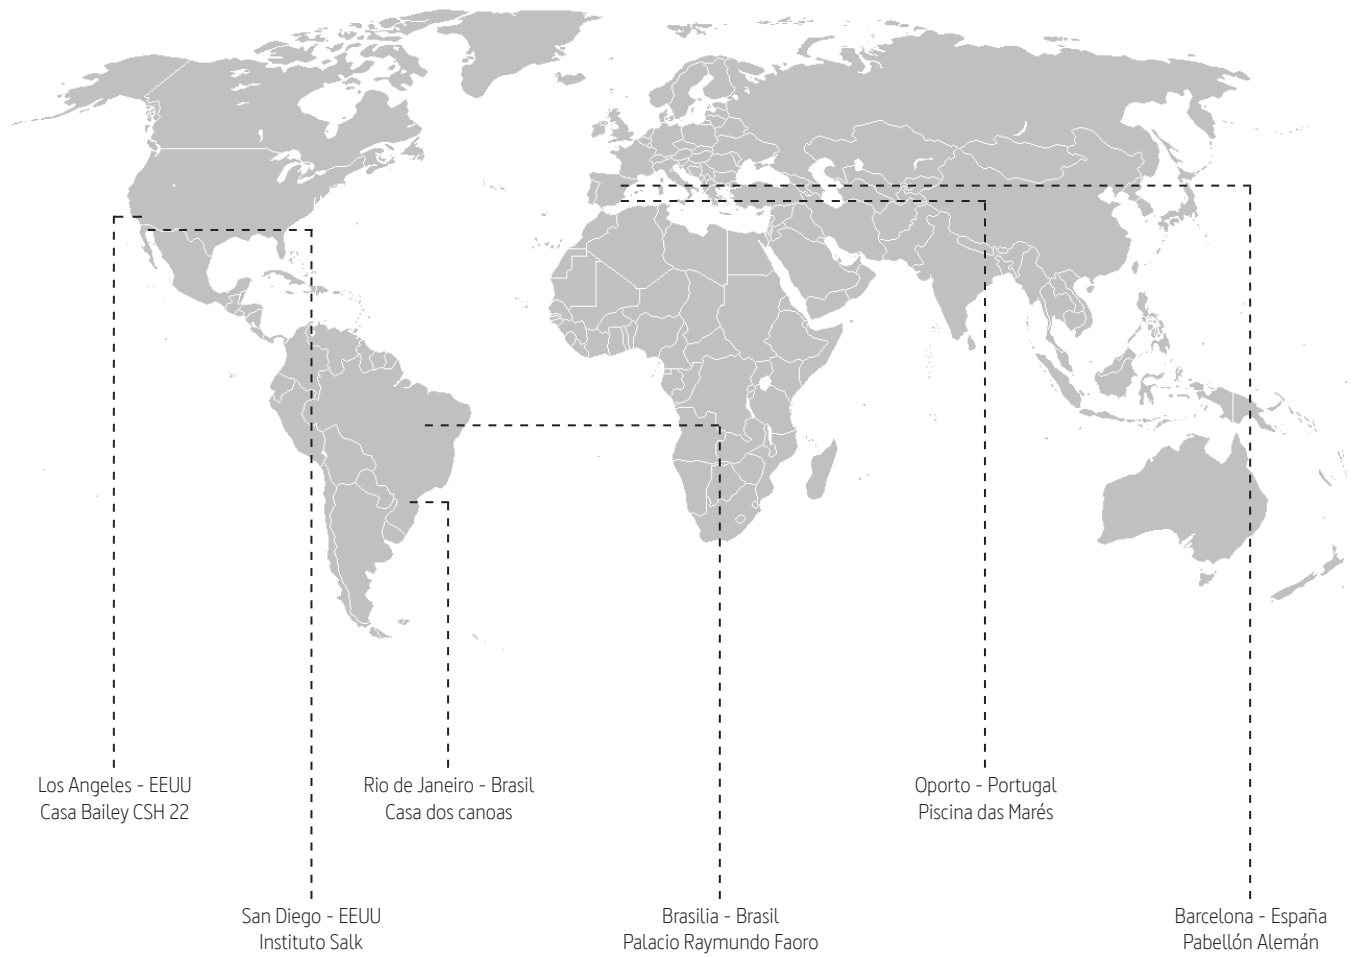 Los Angeles - EEUU
Casa Bailey CSH 22
Rio de Janeiro - Brasil
Casa dos canoas
Oporto - Portugal
Piscina das Marés
San Diego - EEUU
Instituto Salk
Brasilia - Brasil
Palacio Raymundo Faoro
Barcelona - España
Pabellón Alemán